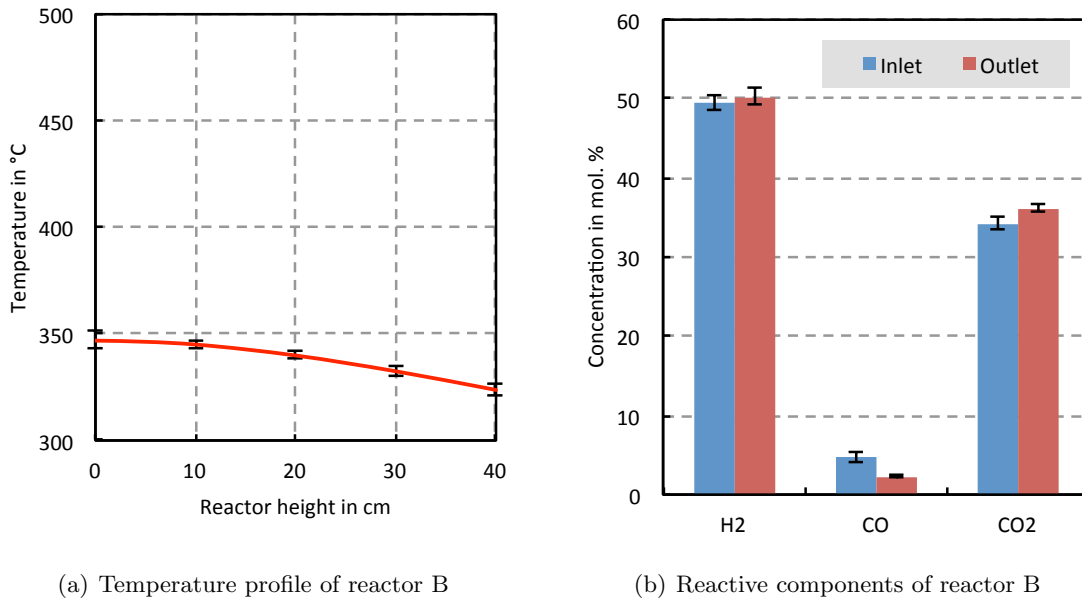 500
450
400
350
300
0 10 20 30 40
Temperature in °C
Reactor height in cm
(a) Temperature profile of reactor B
60
50
40
30
20
10
0
Concentration in mol. %
Inlet Outlet
H2 CO CO2
(b) Reactive components of reactor B